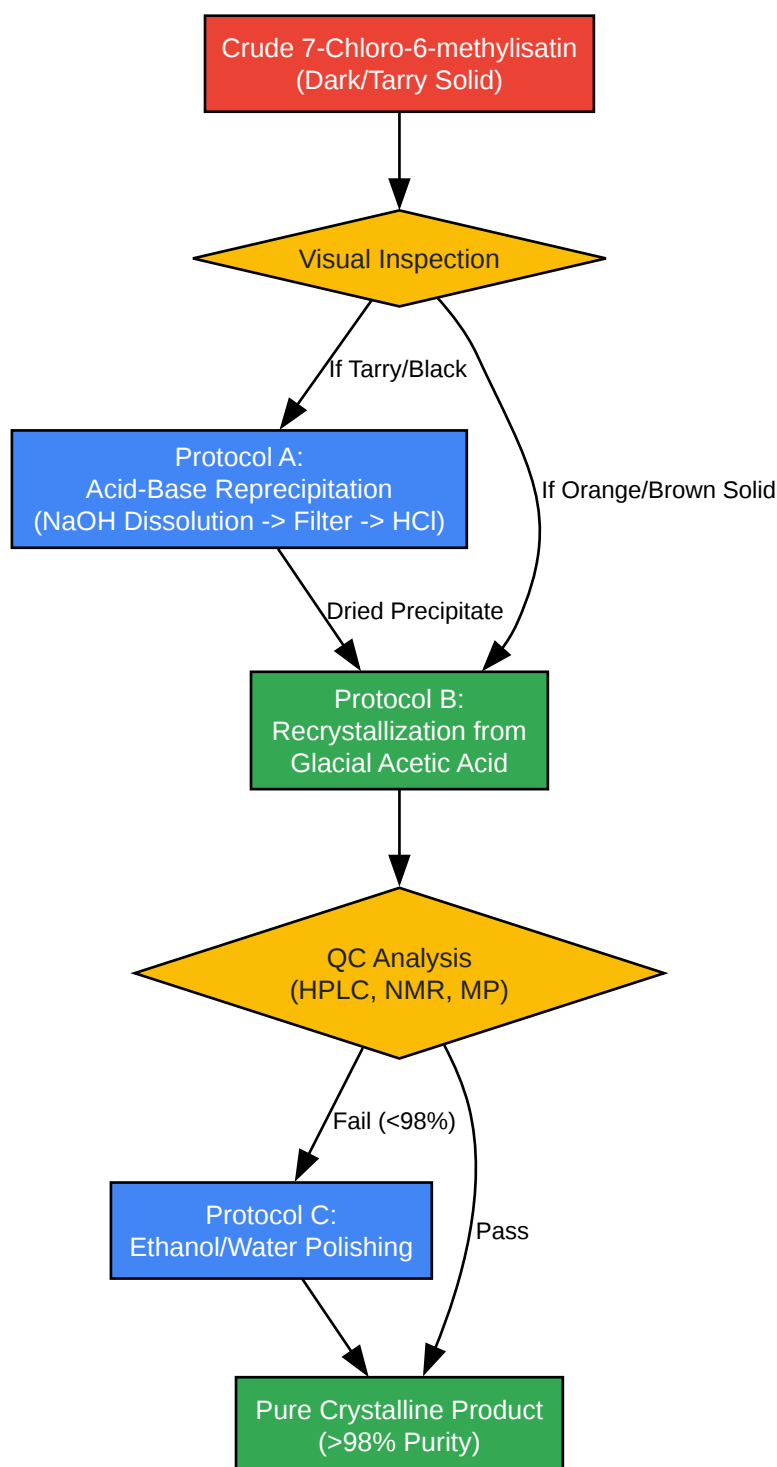 Crude 7-Chloro-6-methylisatin
(Dark/Tarry Solid)
Visual Inspection
If Tarry/Black
Protocol A:
Acid-Base Reprecipitation
(NaOH Dissolution -> Filter -> HCl)
If Orange/Brown Solid
Dried Precipitate
Protocol B:
Recrystallization from
Glacial Acetic Acid
QC Analysis
(HPLC, NMR, MP)
Fail (<98%)
Protocol C:
Ethanol/Water Polishing
Pass
Pure Crystalline Product
(>98% Purity)